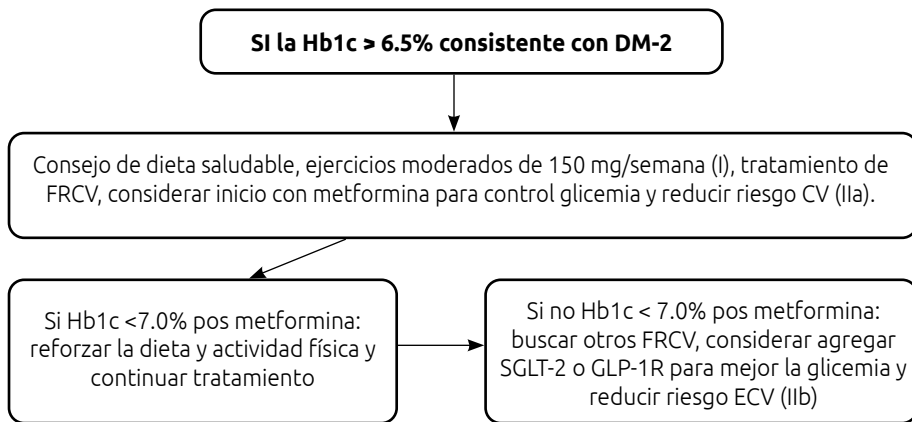 SI la Hb1c > 6.5% consistente con DM-2
Consejo de dieta saludable, ejercicios moderados de 150 mg/semana (I), tratamiento de
FRCV, considerar inicio con metformina para control glicemia y reducir riesgo CV (IIa).
Si Hb1c <7.0% pos metformina:
reforzar la dieta y actividad física y
continuar tratamiento
Si no Hb1c < 7.0% pos metformina:
buscar otros FRCV, considerar agregar
SGLT-2 o GLP-1R para mejor la glicemia y
reducir riesgo ECV (IIb)